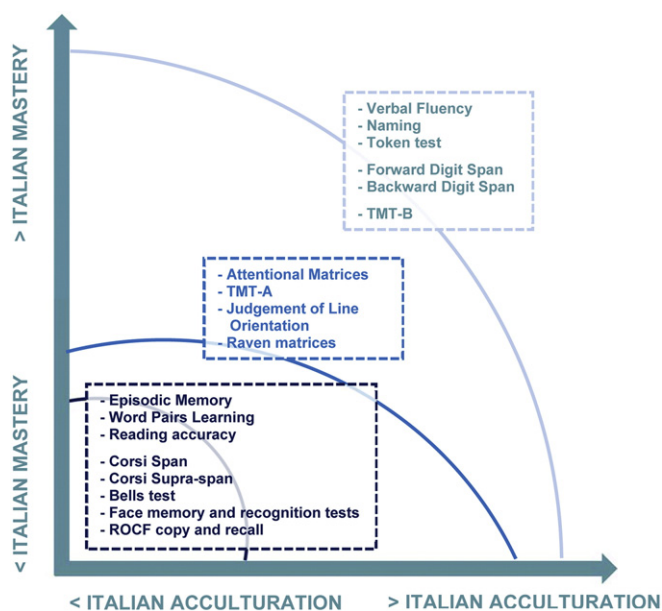 > ITALIAN MASTERY
- Verbal Fluency
- Naming
- Token test
- Forward Digit Span
- Backward Digit Span
- TMT-B
- Attentional Matrices
- TMT-A
- Judgement of Line
Orientation
- Raven matrices
< ITALIAN MASTERY
- Episodic Memory
- Word Pairs Learning
- Reading accuracy
- Corsi Span
- Corsi Supra-span
- Bells test
- Face memory and recognition tests
- ROCF copy and recall
< ITALIAN ACCULTURATION
> ITALIAN ACCULTURATION